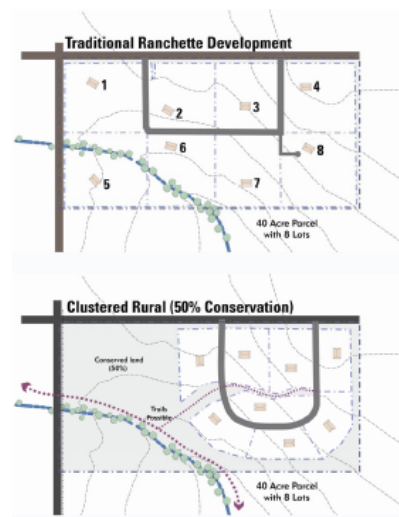 Traditional Ranchette Development
1
2
3
4
5
6
7
8
40 Acre Parcel
with 8 Lots
Clustered Rural (50% Conservation)
Conserved land
(50%)
Trails
Possible
40 Acre Parcel
with 8 Lots